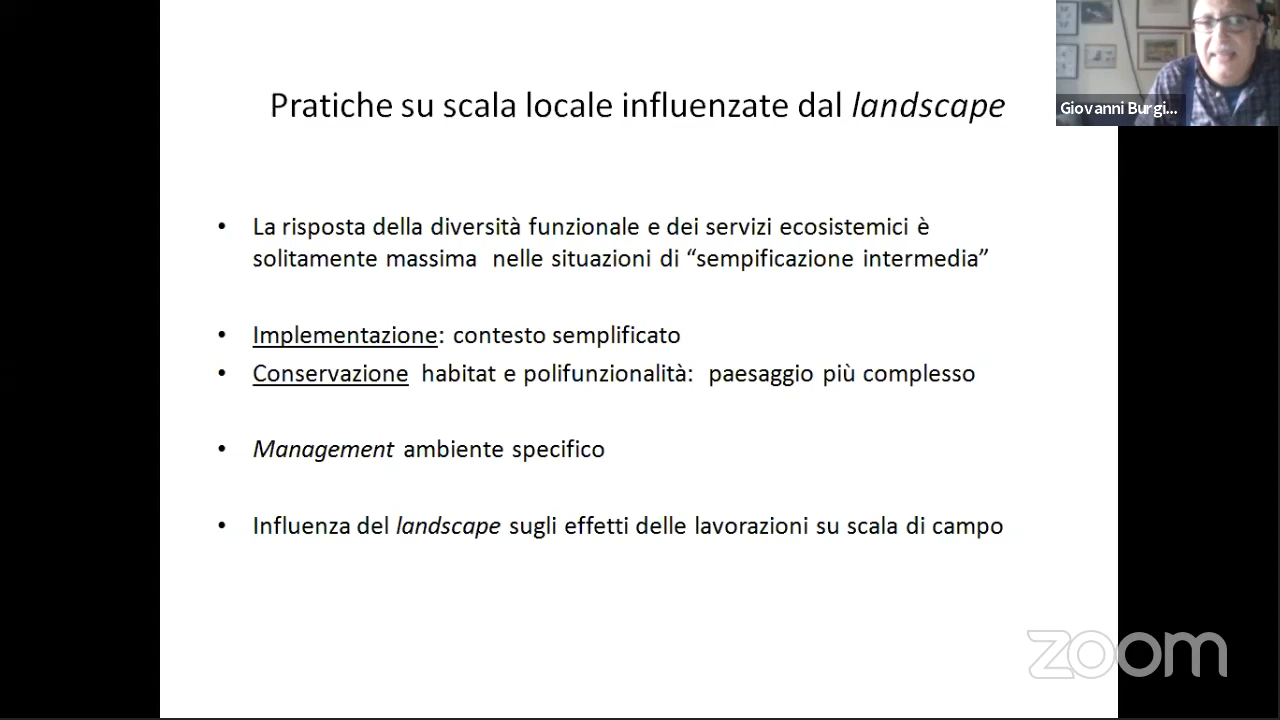 Pratiche su scala locale influenzate dal landscape
Giovanni Burgi...
• La risposta della diversità funzionale e dei servizi ecosistemici è
solitamente massima nelle situazioni di “sempificazione intermedia”
• Implementazione: contesto semplificato
• Conservazione habitat e polifunzionalità: paesaggio più complesso
• Management ambiente specifico
• Influenza del landscape sugli effetti delle lavorazioni su scala di campo
zoom